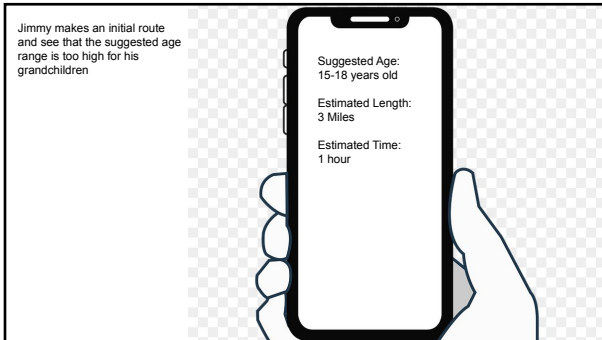 Jimmy makes an initial route
and see that the suggested age
range is too high for his
grandchildren
Suggested Age:
15-18 years old
Estimated Length:
3 Miles
Estimated Time:
1 hour